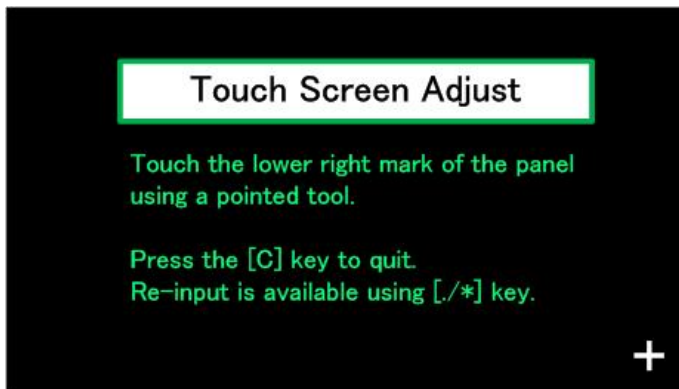 Touch Screen Adjust
Touch the lower right mark of the panel
using a pointed tool.
Press the [C] key to quit.
Re-input is available using [./*] key.